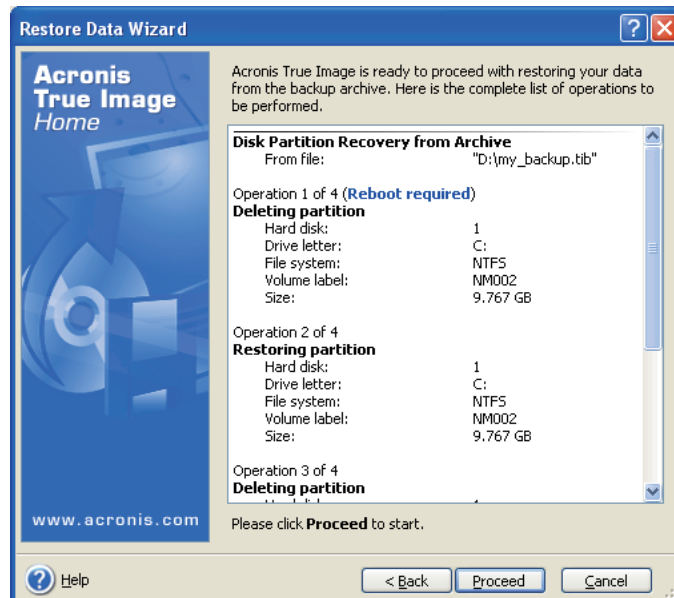 Restore Data Wizard
Acronis
True Image
Home
www.acronis.com
Acronis True Image is ready to proceed with restoring your data
from the backup archive. Here is the complete list of operations to
be performed.
Disk Partition Recovery from Archive
From file: "D:\my_backup.tib"
Operation 1 of 4 (Reboot required)
Deleting partition
Hard disk: 1
Drive letter: C:
File system: NTFS
Volume label: NM002
Size: 9.767 GB
Operation 2 of 4
Restoring partition
Hard disk: 1
Drive letter: C:
File system: NTFS
Volume label: NM002
Size: 9.767 GB
Operation 3 of 4
Deleting partition
Please click Proceed to start.
Help
< Back
Proceed
Cancel